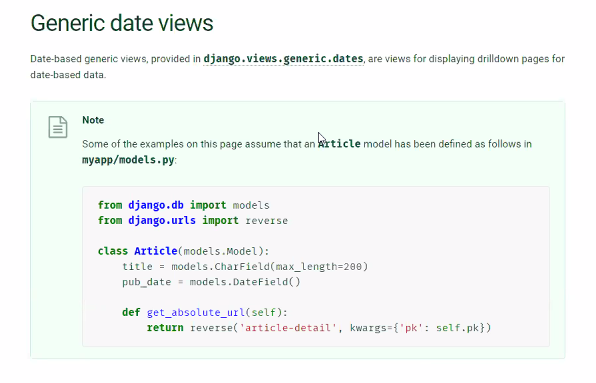 Generic date views
Date-based generic views, provided in django.views.generic.dates, are views for displaying drilldown pages for
date-based data.
Note
Some of the examples on this page assume that an Article model has been defined as follows in
myapp/models.py:
from django.db import models
from django.urls import reverse
class Article(models.Model):
    title = models.CharField(max_length=200)
    pub_date = models.DateField()
    def get_absolute_url(self):
        return reverse('article-detail', kwargs={'pk': self.pk})